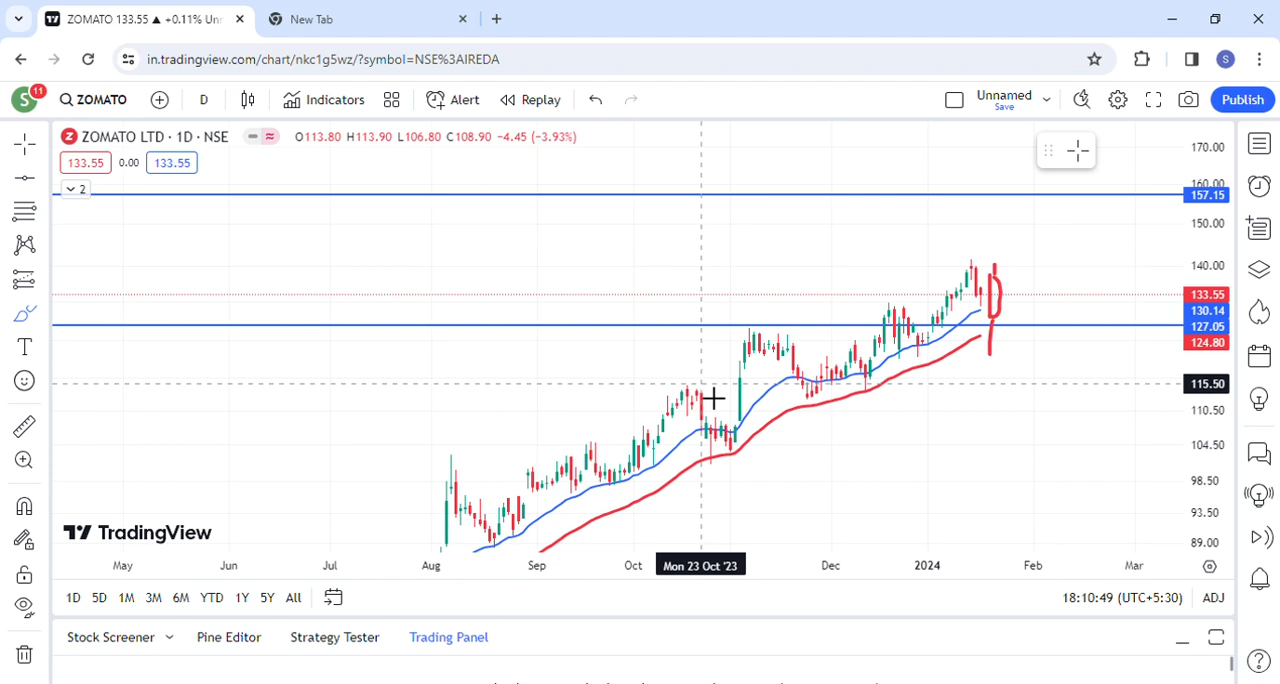 ZOMATO 133.55 ▲ +0.11% Unn
New Tab
in.tradingview.com/chart/nkc1g5wz/?symbol=NSE%3AIREDA
S
S
11
ZOMATO
D
Indicators
Alert
Replay
Unnamed
Save
Publish
Z
ZOMATO LTD · 1D · NSE
O113.80 H113.90 L106.80 C108.90 −4.45 (−3.93%)
133.55
0.00
133.55
2
170.00
160.00
157.15
150.00
140.00
133.55
130.14
127.05
124.80
115.50
110.50
104.50
98.50
93.50
89.00
TradingView
May
Jun
Jul
Aug
Sep
Oct
Mon 23 Oct '23
Dec
2024
Feb
Mar
1D
5D
1M
3M
6M
YTD
1Y
5Y
All
18:10:49 (UTC+5:30)
ADJ
Stock Screener
Pine Editor
Strategy Tester
Trading Panel